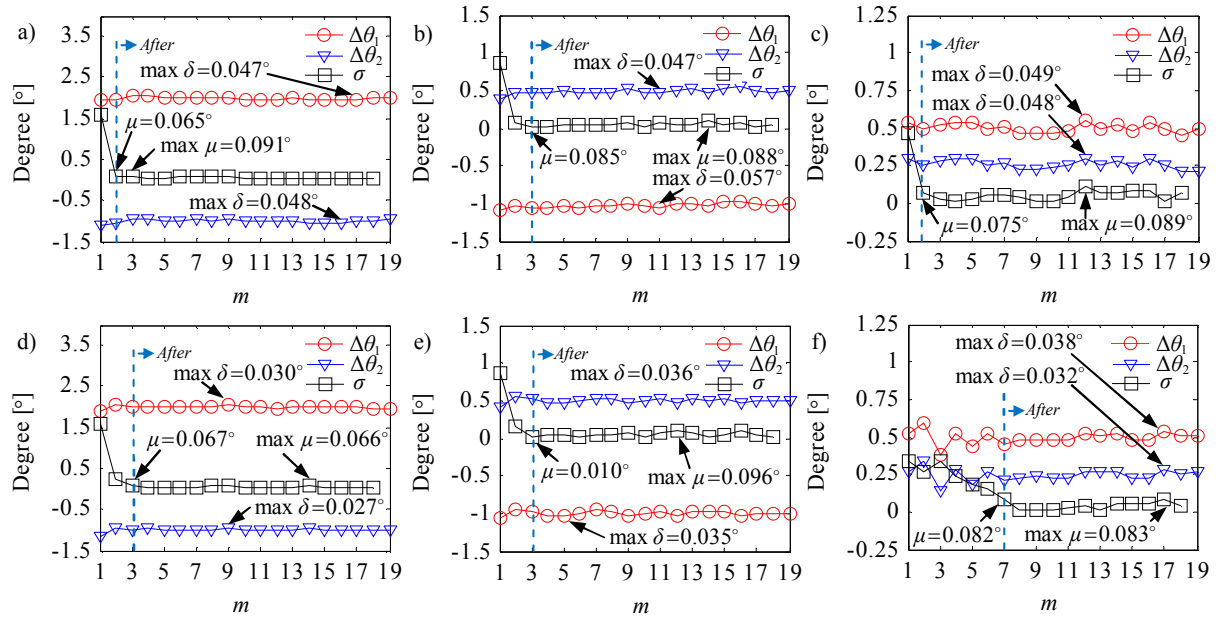 a)
3.5
2.5
1.5
0.5
-0.5
-1.5
Degree [°]
After
Δθ1
Δθ2
σ
max δ=0.047°
μ=0.065°
max μ=0.091°
max δ=0.048°
1 3 5 7 9 11 13 15 17 19
m
b)
1.5
1
0.5
0
-0.5
-1
-1.5
Degree [°]
After
Δθ1
Δθ2
σ
max δ=0.047°
μ=0.085°
max μ=0.088°
max δ=0.057°
1 3 5 7 9 11 13 15 17 19
m
c)
1.25
1
0.75
0.5
0.25
0
-0.25
Degree [°]
After
Δθ1
Δθ2
σ
max δ=0.049°
max δ=0.048°
μ=0.075°
max μ=0.089°
1 3 5 7 9 11 13 15 17 19
m
d)
3.5
2.5
1.5
0.5
-0.5
-1.5
Degree [°]
After
Δθ1
Δθ2
σ
max δ=0.030°
μ=0.067°
max μ=0.066°
max δ=0.027°
1 3 5 7 9 11 13 15 17 19
m
e)
1.5
1
0.5
0
-0.5
-1
-1.5
Degree [°]
After
Δθ1
Δθ2
σ
max δ=0.036°
μ=0.010°
max μ=0.096°
max δ=0.035°
1 3 5 7 9 11 13 15 17 19
m
f)
1.25
1
0.75
0.5
0.25
0
-0.25
Degree [°]
Δθ1
Δθ2
σ
max δ=0.038°
max δ=0.032°
After
μ=0.082°
max μ=0.083°
1 3 5 7 9 11 13 15 17 19
m